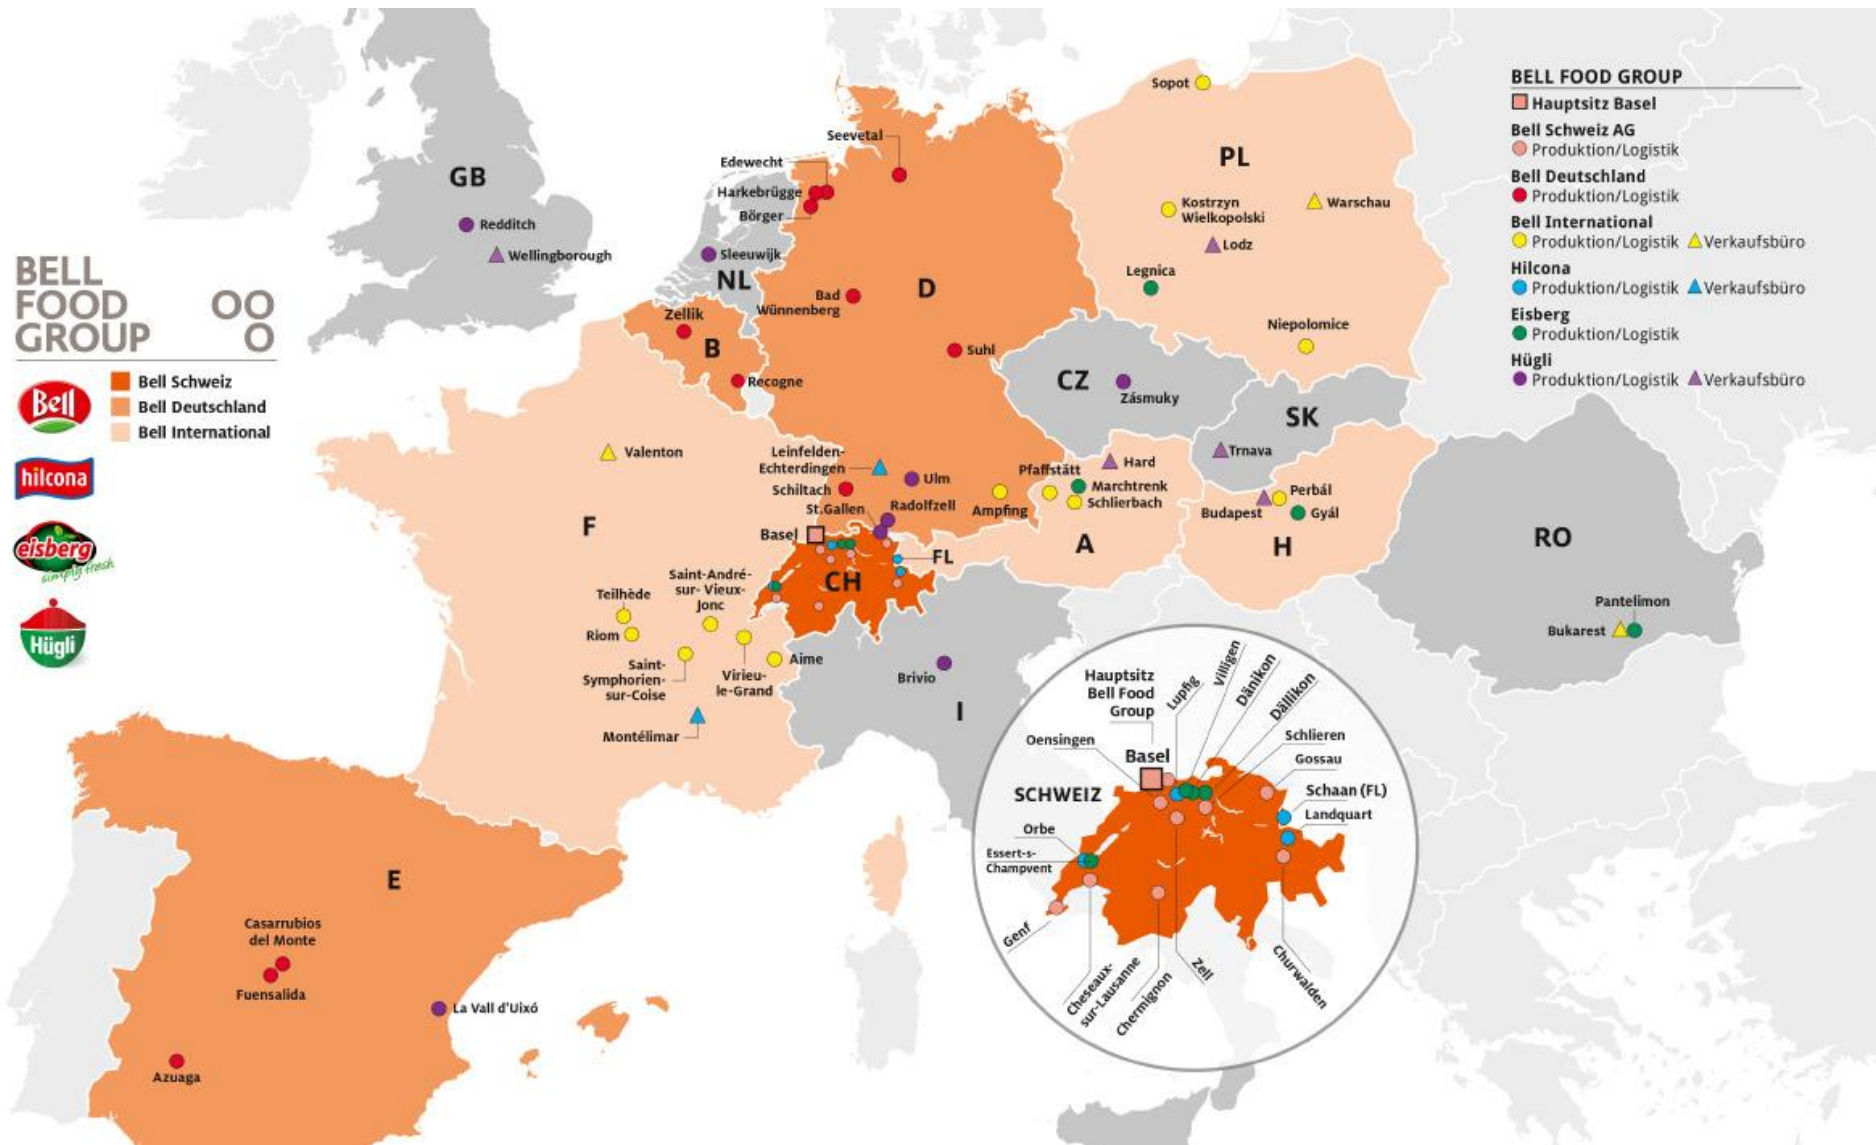 BELL
FOOD
GROUP
Bell
hilcona
eisberg
simply fresh
Hügli
Bell Schweiz
Bell Deutschland
Bell International
BELL FOOD GROUP
Hauptsitz Basel
Bell Schweiz AG
Produktion/Logistik
Bell Deutschland
Produktion/Logistik
Bell International
Produktion/Logistik Verkaufsbüro
Hilcona
Produktion/Logistik Verkaufsbüro
Eisberg
Produktion/Logistik
Hügli
Produktion/Logistik Verkaufsbüro
GB
Redditch
Wellingborough
NL
Sleeuwijk
Zellik
B
Recogne
Seevetal
Edewecht
Harkebrügge
Börger
D
Bad
Wünnenberg
Suhl
Leinfelden-
Echterdingen
Ulm
Schiltach
Radolfzell
St.Gallen
Ampfing
Sopot
PL
Kostrzyn
Wielkopolski
Warschau
Lodz
Legnica
Niepolomice
CZ
Zásmuky
SK
Trnava
Pfaffstätt
Hard
Marchtrenk
Schlierbach
A
Perbál
Budapest
Gyál
H
RO
Pantelimon
Bukarest
F
Valenton
Teilhède
Riom
Saint-André-
sur- Vieux-
Jonc
Saint-
Symphorien-
sur-Coise
Virieu-
le-Grand
Aime
Montélimar
Basel
CH
FL
I
Brivio
E
Casarrubios
del Monte
Fuensalida
La Vall d'Uixó
Azuaga
Hauptsitz
Bell Food
Group
Basel
SCHWEIZ
Oensingen
Lupfig
Villigen
Dänikon
Dällikon
Schlieren
Gossau
Schaan (FL)
Landquart
Orbe
Essert-s-
Champvent
Genf
Cheseaux-
sur-Lausanne
Chermignon
Zell
Churwalden